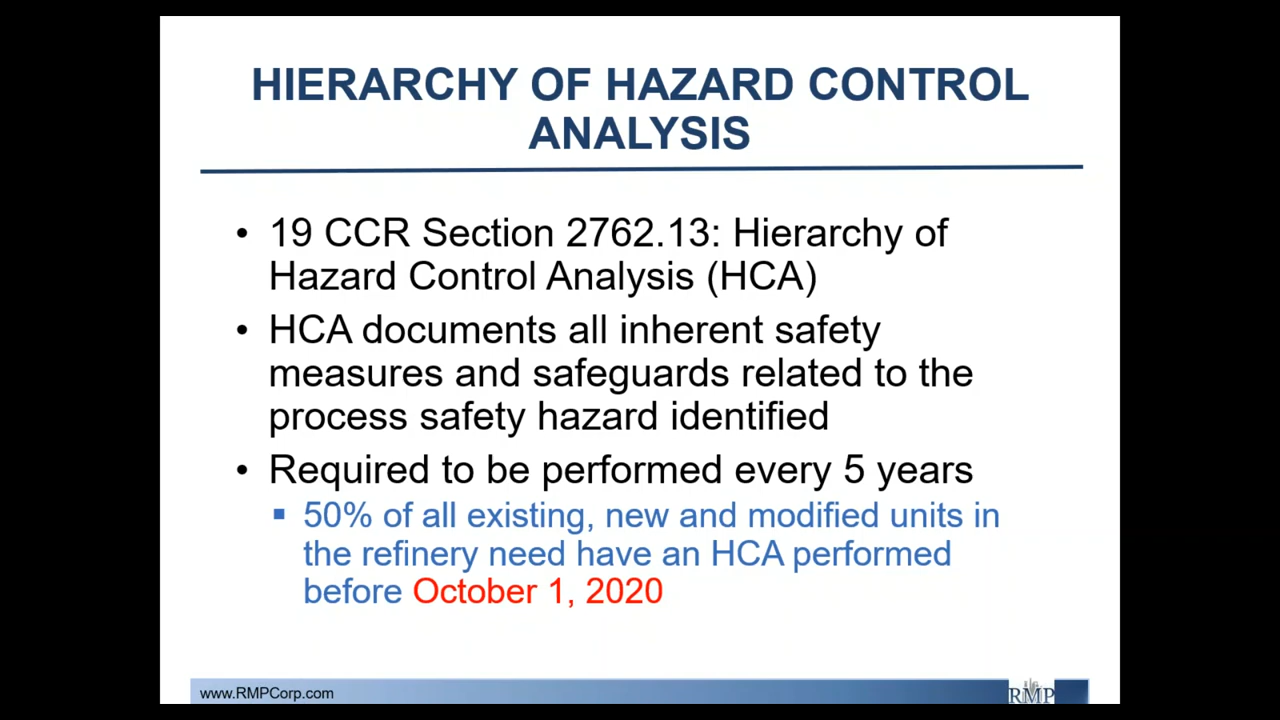 HIERARCHY OF HAZARD CONTROL
ANALYSIS
• 19 CCR Section 2762.13: Hierarchy of
Hazard Control Analysis (HCA)
• HCA documents all inherent safety
measures and safeguards related to the
process safety hazard identified
• Required to be performed every 5 years
▪ 50% of all existing, new and modified units in
the refinery need have an HCA performed
before October 1, 2020
www.RMPCorp.com
RMP